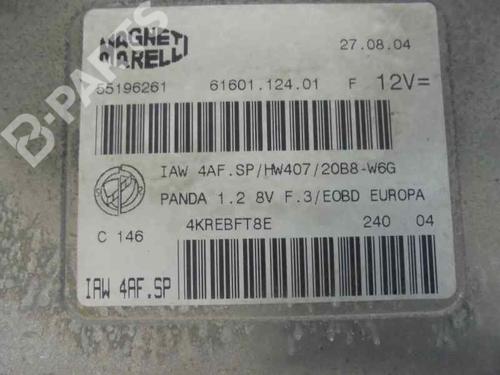 MAGNETI MARELLI
27.08.04
55196261 61601.124.01 F 12V=
IAW 4AF.SP/HW407/20B8-W6G
PANDA 1.2 8V F.3/EOBD EUROPA
C 146 4KREBFT8E 240 04
IAW 4AF.SP
B-PARTS